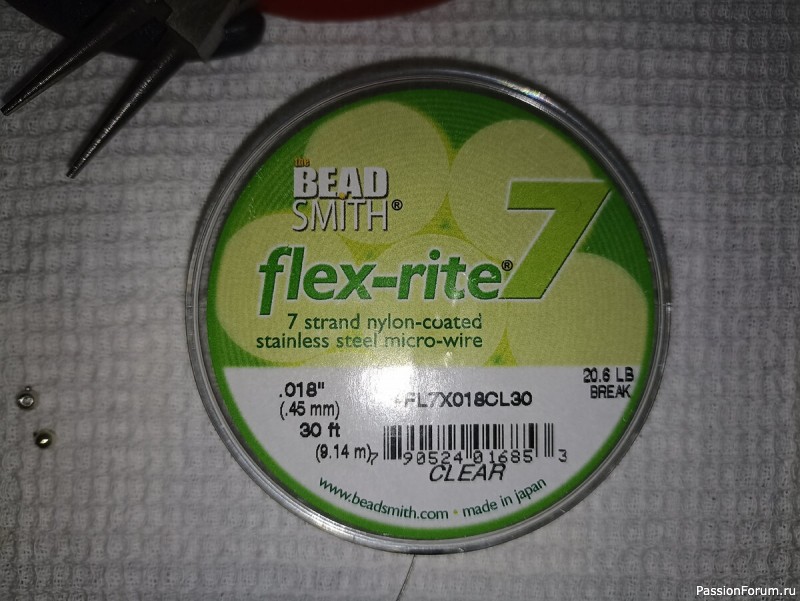 the
BEAD
SMITH®
flex-rite® 7
7 strand nylon-coated
stainless steel micro-wire
.018"
(.45 mm)
30 ft
(9.14 m)
FL7X018CL30
20.6 LB
BREAK
7 90524 01685 3
CLEAR
www.beadsmith.com • made in japan
PassionForum.ru